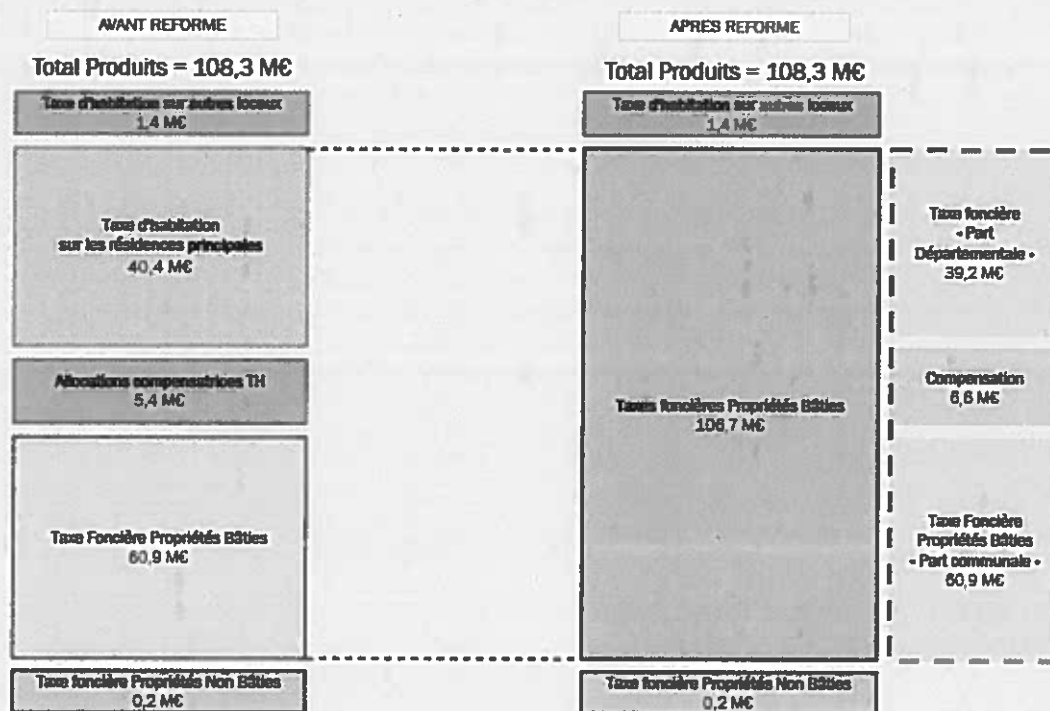 AVANT REFORME
Total Produits = 108,3 M€
Taxe d'habitation sur autres locaux
1,4 M€
Taxe d'habitation
sur les résidences principales
40,4 M€
Allocations compensatrices TH
5,4 M€
Taxe Foncière Propriétés Bâties
60,9 M€
Taxe foncière Propriétés Non Bâties
0,2 M€
APRES REFORME
Total Produits = 108,3 M€
Taxe d'habitation sur autres locaux
1,4 M€
Taxes foncières Propriétés Bâties
106,7 M€
Taxe foncière Propriétés Non Bâties
0,2 M€
Taxe foncière
« Part
Départementale »
39,2 M€
Compensation
6,6 M€
Taxe Foncière
Propriétés Bâties
« Part communale »
60,9 M€